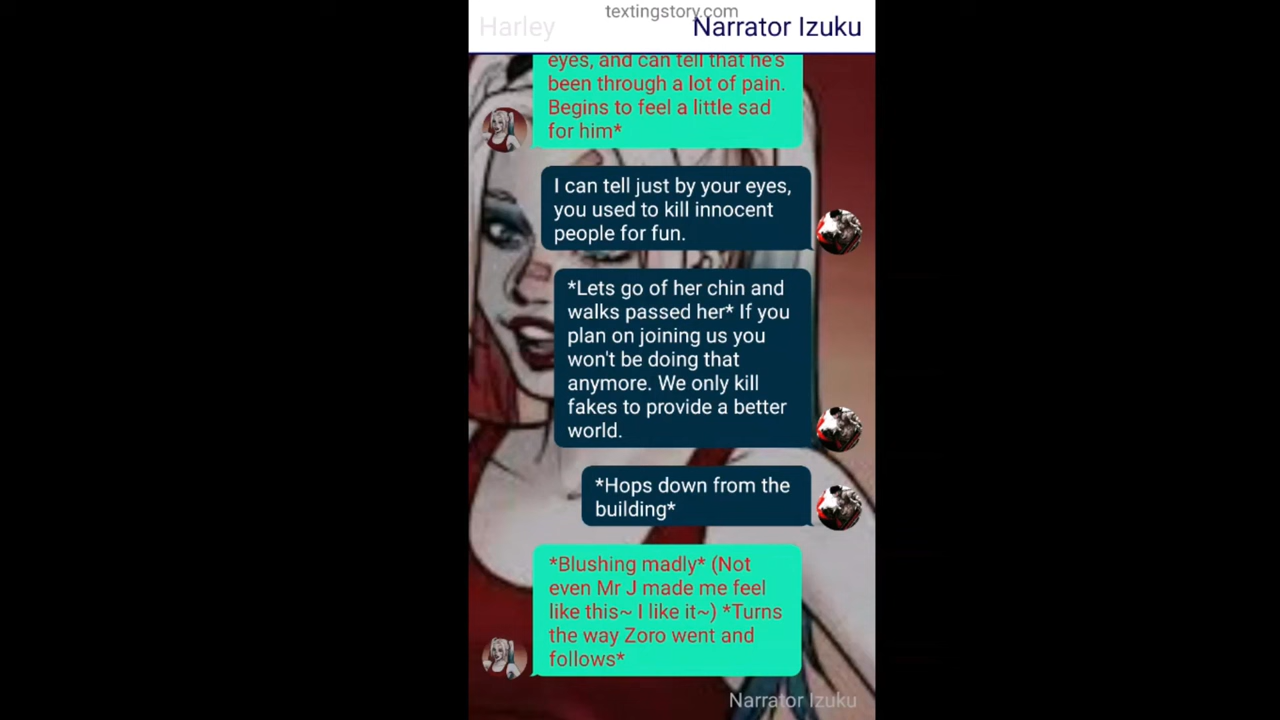 textingstory.com
Harley
Narrator Izuku
eyes, and can tell that he's
been through a lot of pain.
Begins to feel a little sad
for him*
I can tell just by your eyes,
you used to kill innocent
people for fun.
*Lets go of her chin and
walks passed her* If you
plan on joining us you
won't be doing that
anymore. We only kill
fakes to provide a better
world.
*Hops down from the
building*
*Blushing madly* (Not
even Mr J made me feel
like this~ I like it~) *Turns
the way Zoro went and
follows*
Narrator Izuku